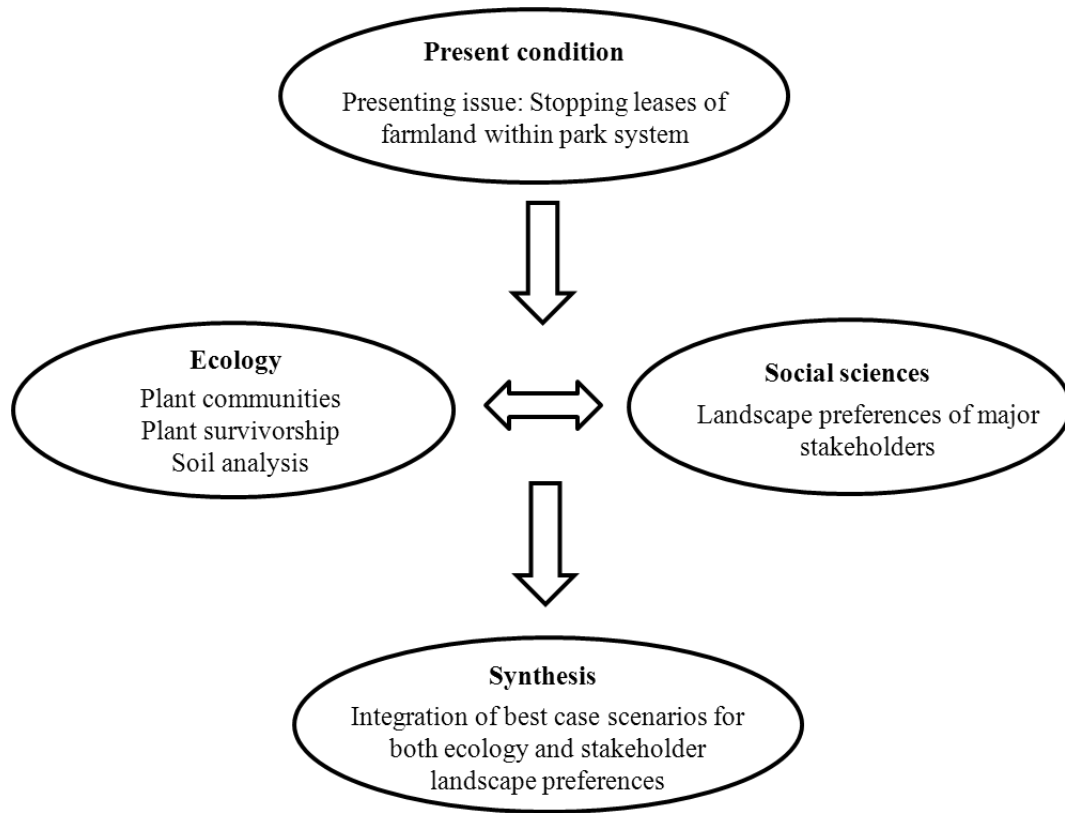 Present condition
Presenting issue: Stopping leases of
farmland within park system
Ecology
Plant communities
Plant survivorship
Soil analysis
Social sciences
Landscape preferences of major
stakeholders
Synthesis
Integration of best case scenarios for
both ecology and stakeholder
landscape preferences